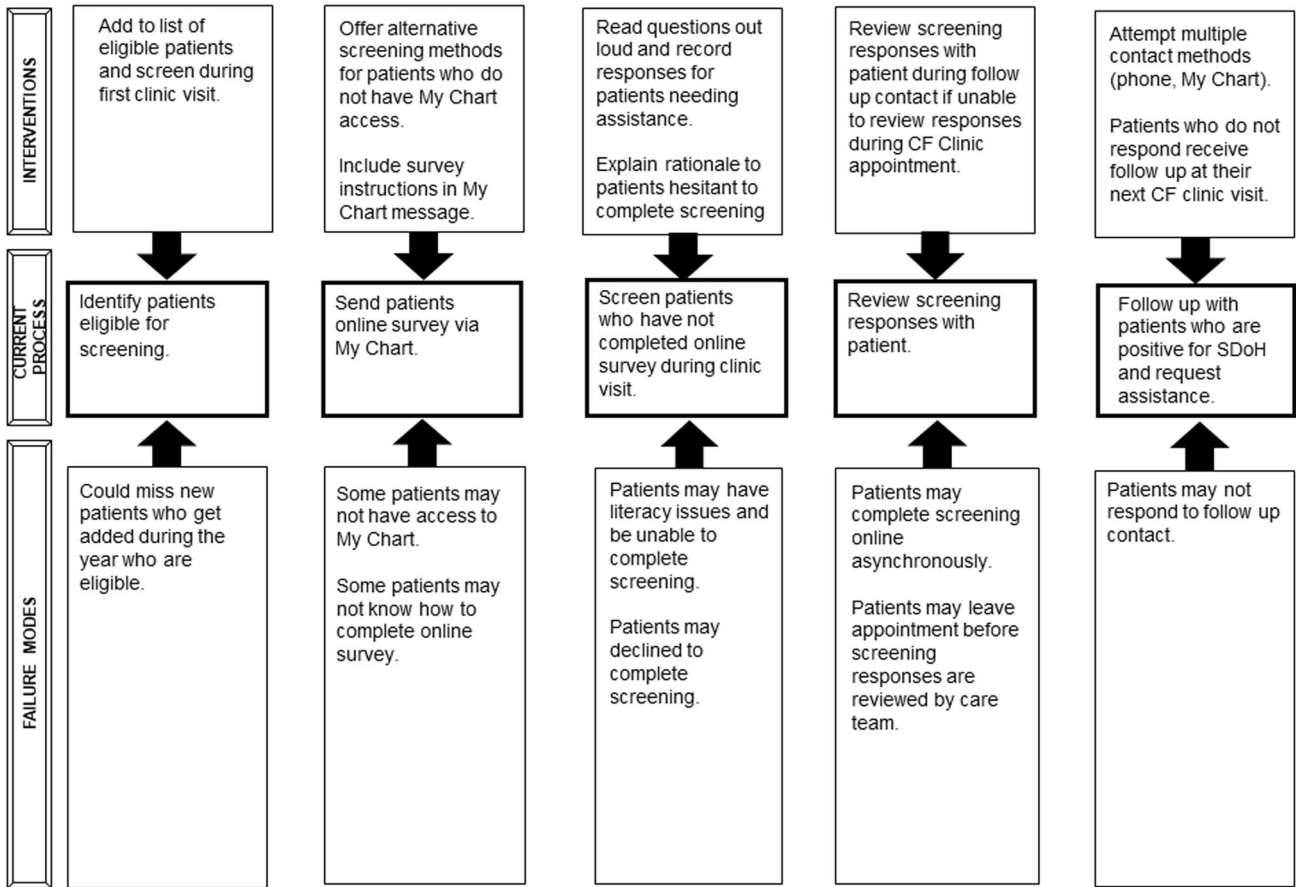 INTERVENTIONS
Add to list of
eligible patients
and screen during
first clinic visit.
Offer alternative
screening methods
for patients who do
not have My Chart
access.
Include survey
instructions in My
Chart message.
Read questions out
loud and record
responses for
patients needing
assistance.
Explain rationale to
patients hesitant to
complete screening
Review screening
responses with
patient during follow
up contact if unable
to review responses
during CF Clinic
appointment.
Attempt multiple
contact methods
(phone, My Chart).
Patients who do not
respond receive
follow up at their
next CF clinic visit.
CURRENT
PROCESS
Identify patients
eligible for
screening.
Send patients
online survey via
My Chart.
Screen patients
who have not
completed online
survey during clinic
visit.
Review screening
responses with
patient.
Follow up with
patients who are
positive for SDoH
and request
assistance.
FAILURE MODES
Could miss new
patients who get
added during the
year who are
eligible.
Some patients may
not have access to
My Chart.
Some patients may
not know how to
complete online
survey.
Patients may have
literacy issues and
be unable to
complete
screening.
Patients may
declined to
complete
screening.
Patients may
complete screening
online
asynchronously.
Patients may leave
appointment before
screening
responses are
reviewed by care
team.
Patients may not
respond to follow up
contact.